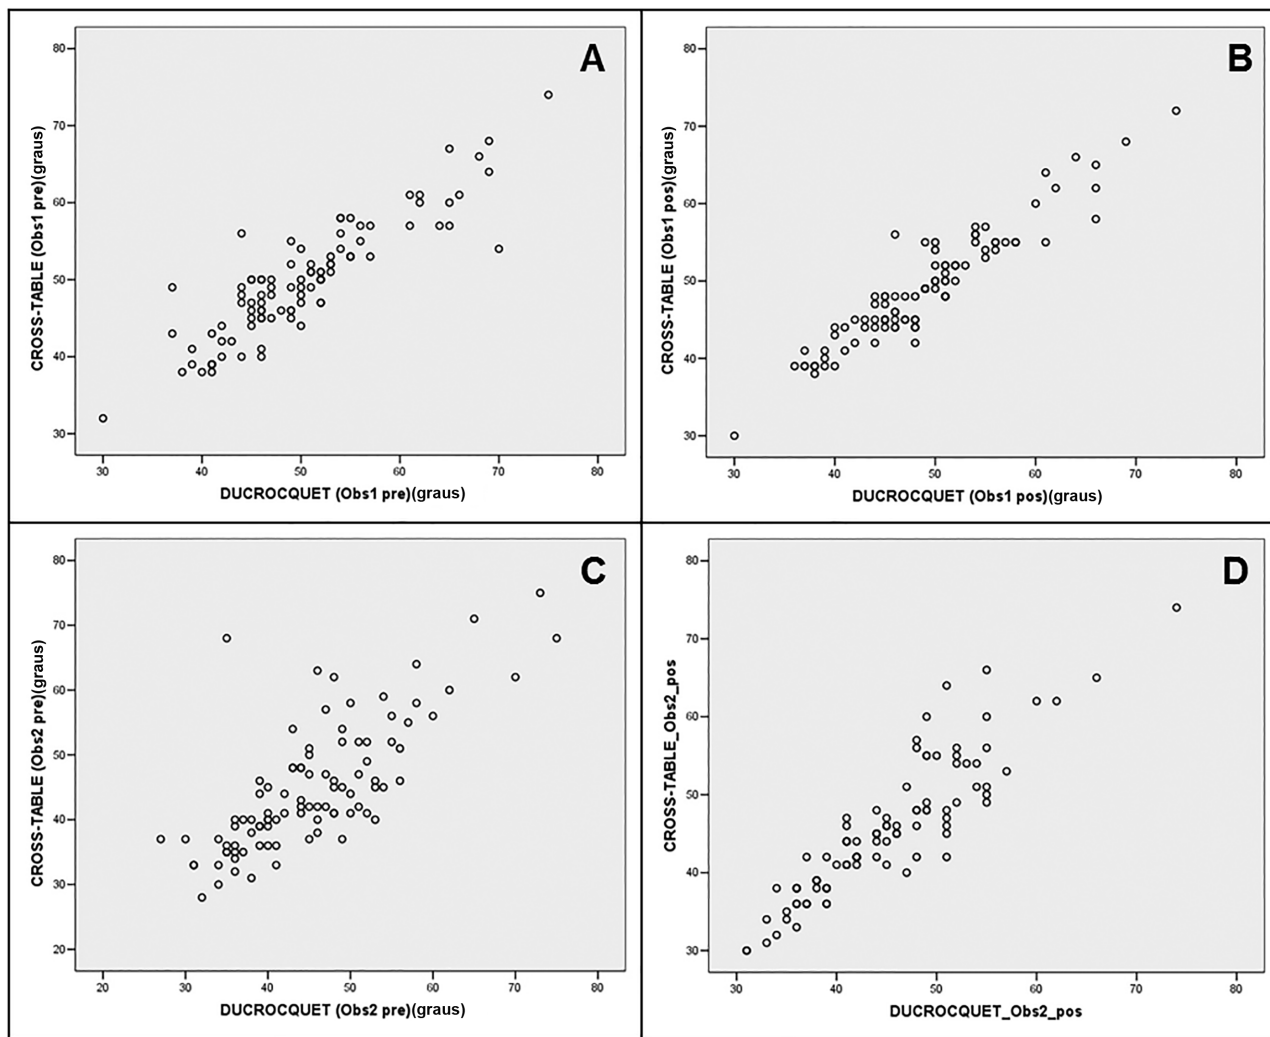 A
CROSS-TABLE (Obs1 pre)(graus)
80
70
60
50
40
30
30 40 50 60 70 80
DUCROCQUET (Obs1 pre)(graus)
B
CROSS-TABLE (Obs1 pos)(graus)
80
70
60
50
40
30
30 40 50 60 70 80
DUCROCQUET (Obs1 pos)(graus)
C
CROSS-TABLE (Obs2 pre)(graus)
80
70
60
50
40
30
20
20 30 40 50 60 70 80
DUCROCQUET (Obs2 pre)(graus)
D
CROSS-TABLE_Obs2_pos
80
70
60
50
40
30
30 40 50 60 70 80
DUCROCQUET_Obs2_pos